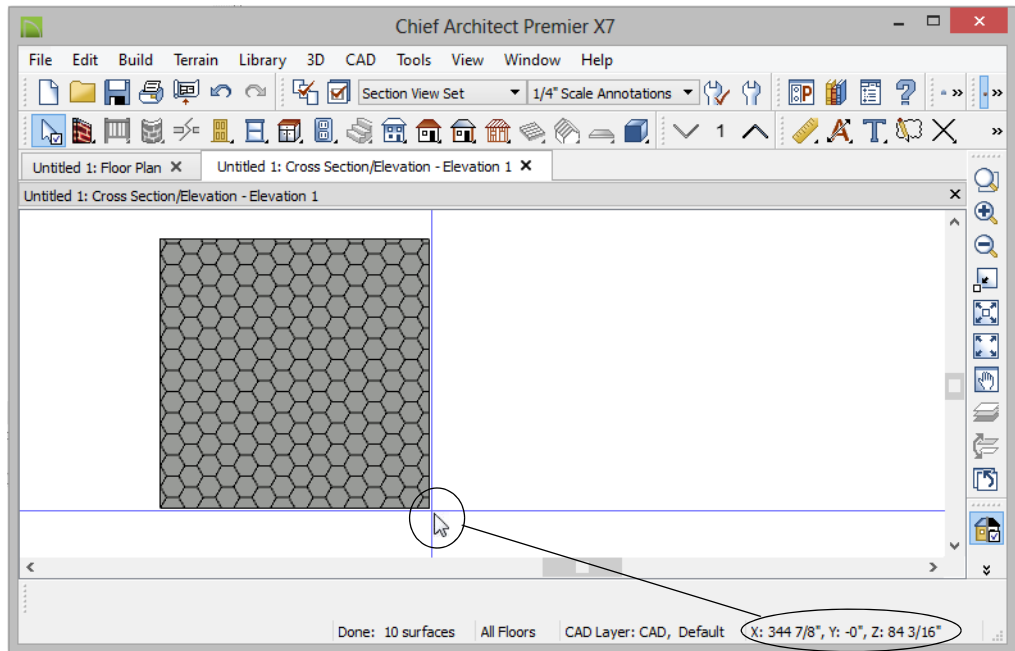 Chief Architect Premier X7
File Edit Build Terrain Library 3D CAD Tools View Window Help
Section View Set 1/4" Scale Annotations
1
Untitled 1: Floor Plan Untitled 1: Cross Section/Elevation - Elevation 1
Untitled 1: Cross Section/Elevation - Elevation 1
Done: 10 surfaces All Floors CAD Layer: CAD, Default X: 344 7/8", Y: -0", Z: 84 3/16"